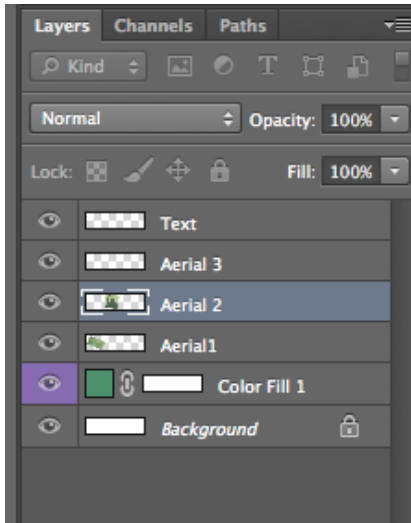 Layers Channels Paths
Kind T
Normal Opacity: 100%
Lock: Fill: 100%
Text
Aerial 3
Aerial 2
Aerial1
Color Fill 1
Background